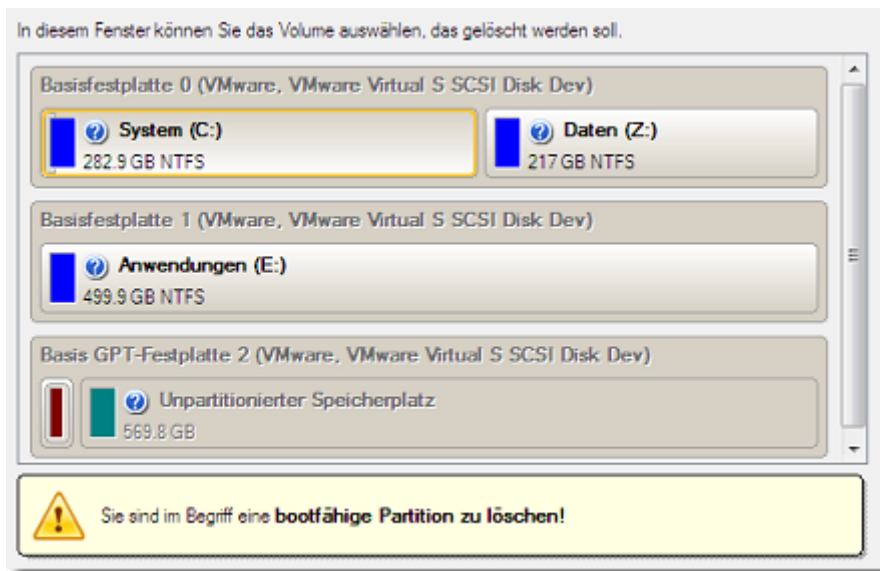 In diesem Fenster können Sie das Volume auswählen, das gelöscht werden soll.
Basisfestplatte 0 (VMware, VMware Virtual S SCSI Disk Dev)
System (C:)
282.9 GB NTFS
Daten (Z:)
217 GB NTFS
Basisfestplatte 1 (VMware, VMware Virtual S SCSI Disk Dev)
Anwendungen (E:)
499.9 GB NTFS
Basis GPT-Festplatte 2 (VMware, VMware Virtual S SCSI Disk Dev)
Unpartitionierter Speicherplatz
569.8 GB
Sie sind im Begriff eine bootfähige Partition zu löschen!